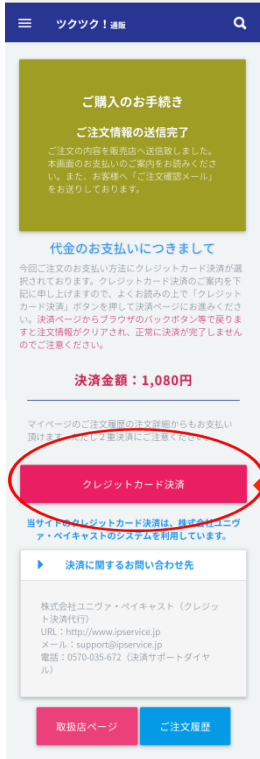 ツクツク！通販
ご購入のお手続き
ご注文情報の送信完了
ご注文の内容を販売店へ送信致しました。
本画面のお支払いのご案内をお読みくださ
い。また、お客様へ「ご注文確認メール」
をお送りしております。
代金のお支払いにつきまして
今回ご注文のお支払い方法にクレジットカード決済が選
択されております。クレジットカード決済のご案内を下
記に申し上げますので、よくお読みの上で「クレジット
カード決済」ボタンを押して決済ページにお進みくださ
い。決済ページからブラウザのバックボタン等で戻りま
すと注文情報がクリアされ、正常に決済が完了しません
のでご注意ください。
決済金額：1,080円
マイページのご注文履歴の注文詳細からもお支払い
頂けます。ただし２重決済にご注意ください。
クレジットカード決済
当サイトのクレジットカード決済は、株式会社ユニヴ
ァ・ペイキャストのシステムを利用しています。
決済に関するお問い合わせ先
株式会社ユニヴァ・ペイキャスト（クレジッ
ト決済代行）
URL：http://www.ipservice.jp
メール：support@ipservice.jp
電話：0570-035-672（決済サポートダイヤ
ル）
取扱店ページ
ご注文履歴